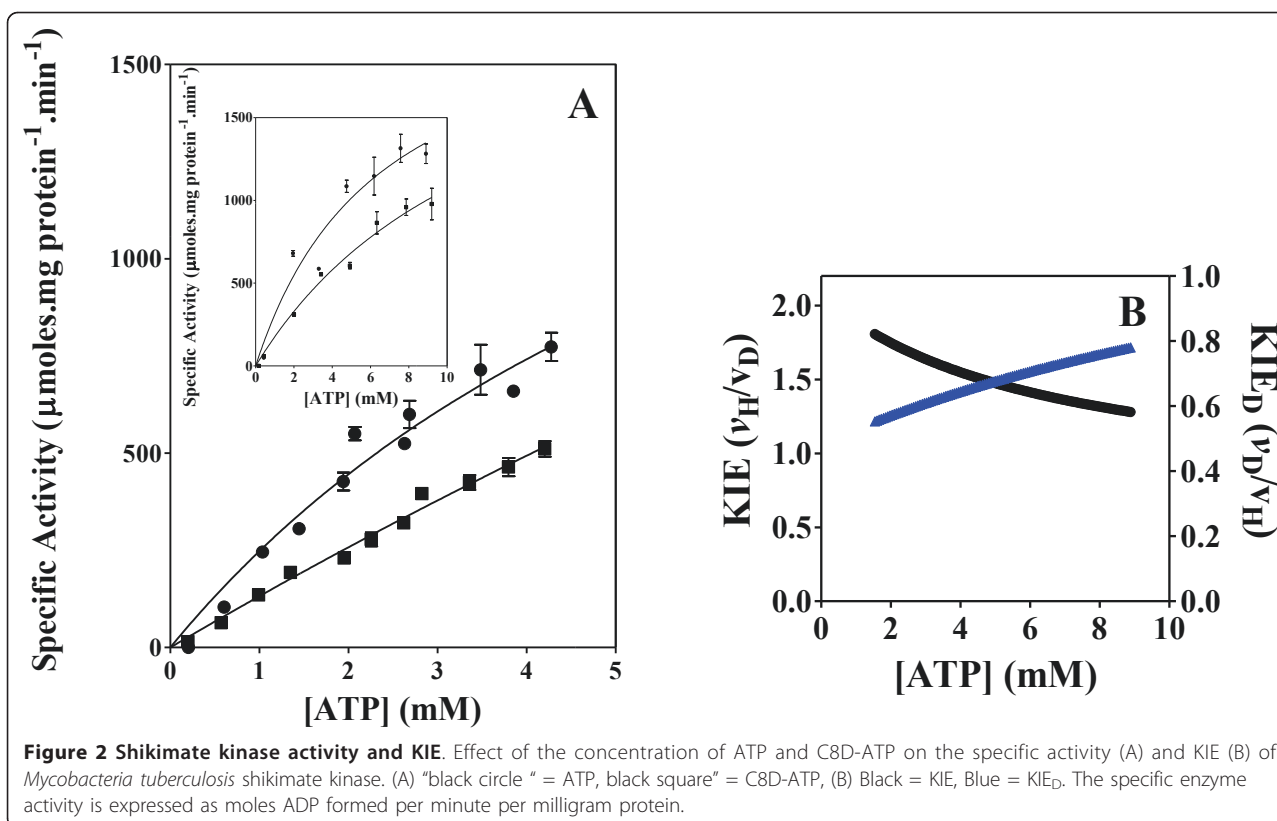 A
Specific Activity (µmoles.mg protein⁻¹.min⁻¹)
1500
1000
500
0
0 1 2 3 4 5
[ATP] (mM)
Specific Activity (µmoles.mg protein⁻¹.min⁻¹)
1500
1000
500
0
0 2 4 6 8 10
[ATP] (mM)
B
KIE (vH/vD)
2.0
1.5
1.0
0.5
0.0
KIED (vD/vH)
1.0
0.8
0.6
0.4
0.2
0.0
0 2 4 6 8 10
[ATP] (mM)
Figure 2 Shikimate kinase activity and KIE. Effect of the concentration of ATP and C8D-ATP on the specific activity (A) and KIE (B) of
Mycobacteria tuberculosis shikimate kinase. (A) "black circle " = ATP, black square" = C8D-ATP, (B) Black = KIE, Blue = KIED. The specific enzyme
activity is expressed as moles ADP formed per minute per milligram protein.